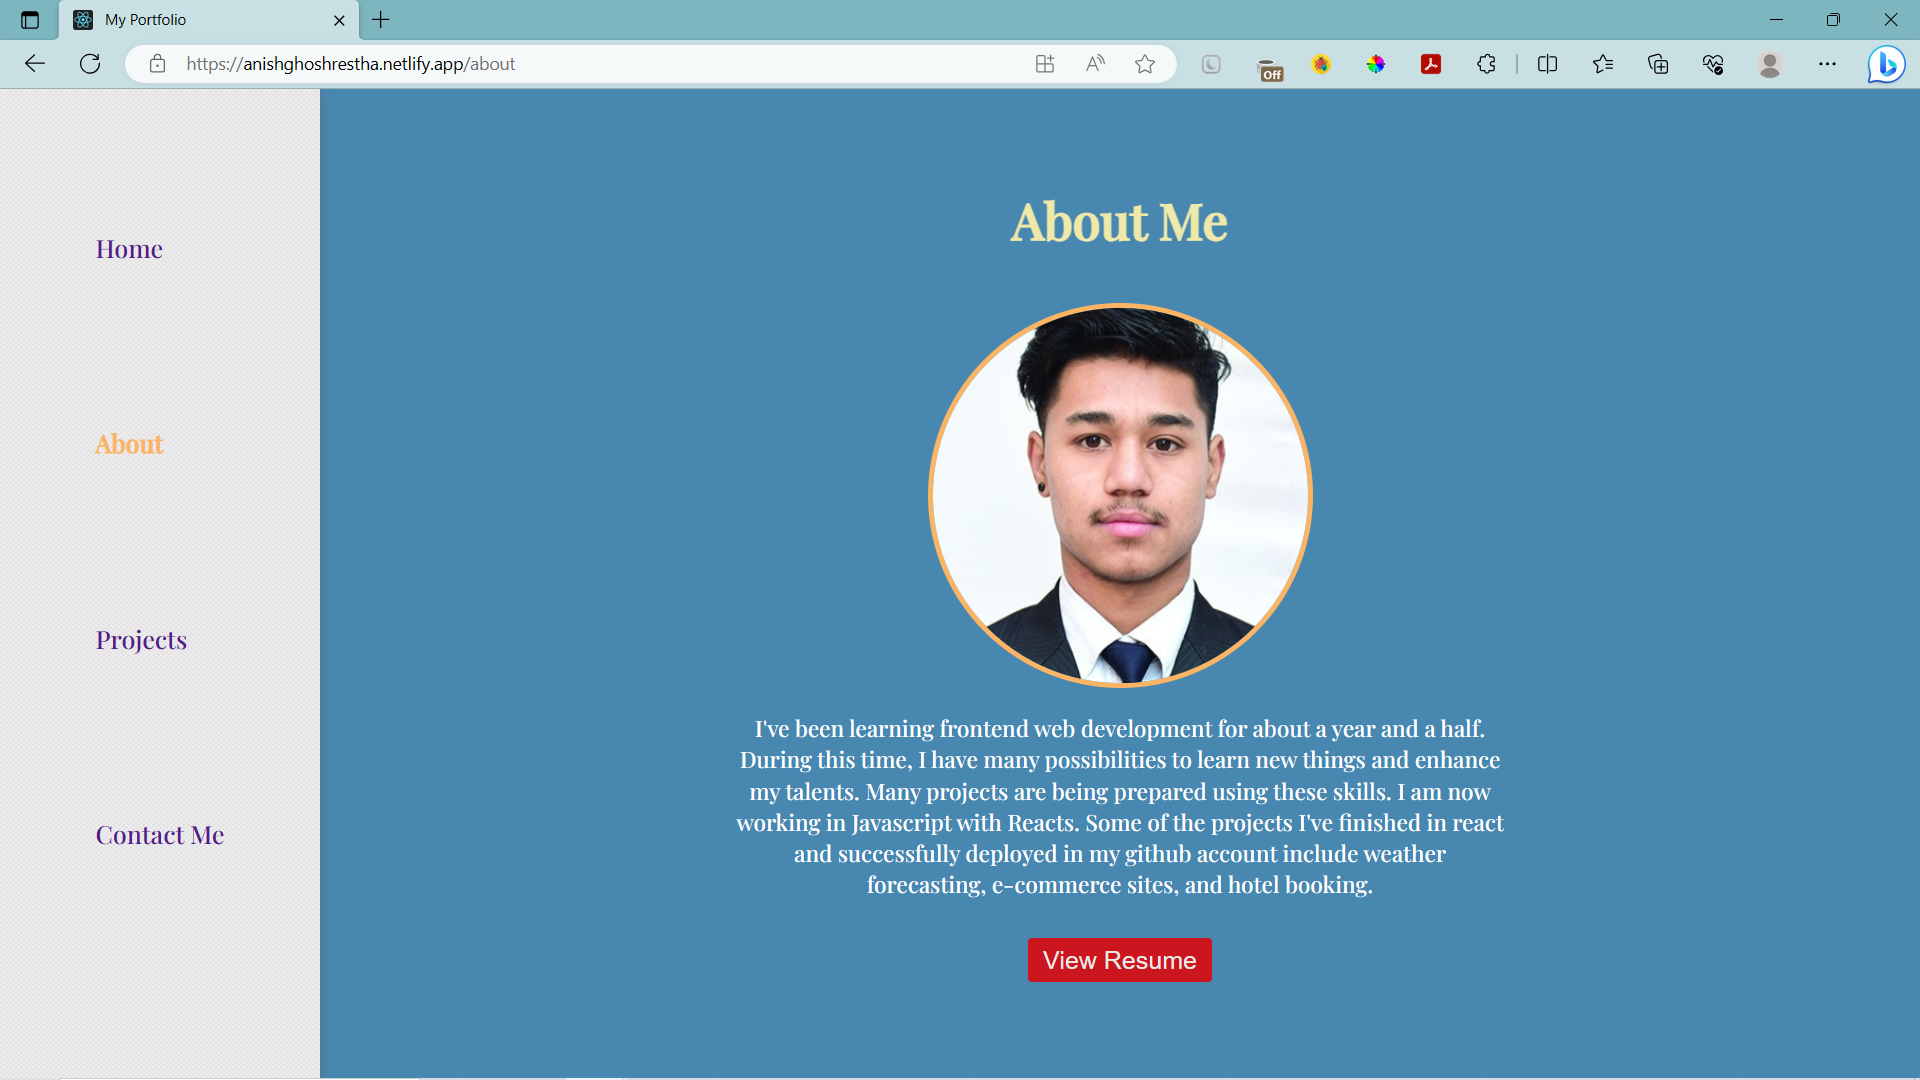 My Portfolio
https://anishghoshrestha.netlify.app/about
Off
Home
About
Projects
Contact Me
About Me
I've been learning frontend web development for about a year and a half.
During this time, I have many possibilities to learn new things and enhance
my talents. Many projects are being prepared using these skills. I am now
working in Javascript with Reacts. Some of the projects I've finished in react
and successfully deployed in my github account include weather
forecasting, e-commerce sites, and hotel booking.
View Resume